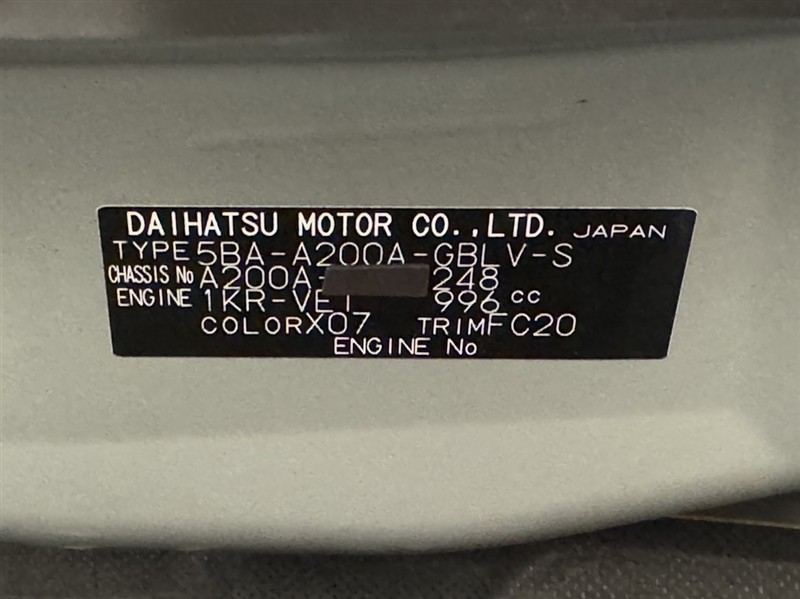 DAIHATSU MOTOR CO.,LTD. JAPAN
TYPE 5BA-A200A-GBLV-S
CHASSIS No A200A- 248
ENGINE 1KR-VET 996 cc
COLOR X07 TRIM FC20
ENGINE No